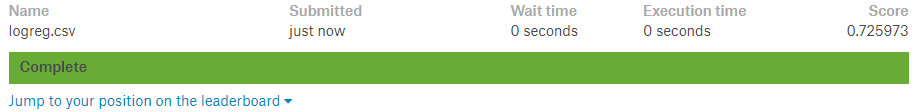 Name Submitted Wait time Execution time Score
logreg.csv just now 0 seconds 0 seconds 0.725973
Complete
Jump to your position on the leaderboard